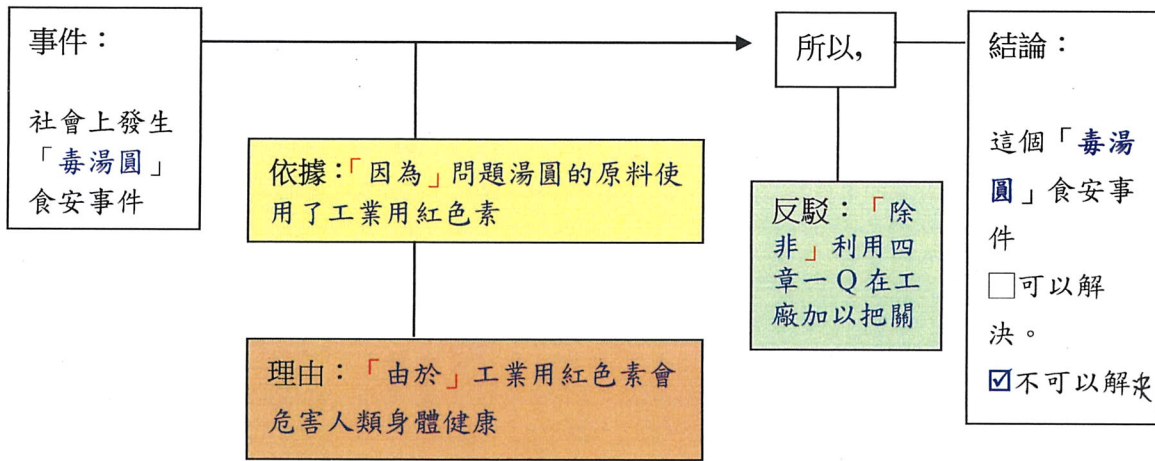 事件：
社會上發生
「毒湯圓」
食安事件
依據：「因為」問題湯圓的原料使
用了工業用紅色素
理由：「由於」工業用紅色素會
危害人類身體健康
所以,
反駁：「除
非」利用四
章一Q在工
廠加以把關
結論：
這個「毒湯
圓」食安事
件
□可以解
決。
☑不可以解决